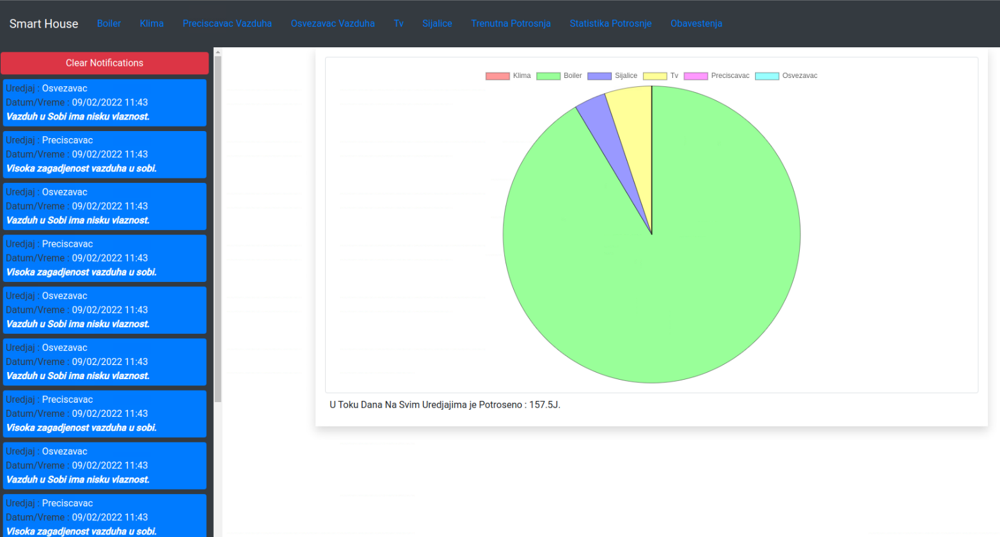 Smart House Boiler Klima Preciscavac Vazduha Osvezavac Vazduha Tv Sijalice Trenutna Potrosnja Statistika Potrosnje Obavestenja
Clear Notifications
Uredjaj : Osvezavac
Datum/Vreme : 09/02/2022 11:43
Vazduh u Sobi ima nisku vlaznost.
Uredjaj : Preciscavac
Datum/Vreme : 09/02/2022 11:43
Visoka zagadjenost vazduha u sobi.
Uredjaj : Osvezavac
Datum/Vreme : 09/02/2022 11:43
Vazduh u Sobi ima nisku vlaznost.
Uredjaj : Preciscavac
Datum/Vreme : 09/02/2022 11:43
Visoka zagadjenost vazduha u sobi.
Uredjaj : Osvezavac
Datum/Vreme : 09/02/2022 11:43
Vazduh u Sobi ima nisku vlaznost.
Uredjaj : Osvezavac
Datum/Vreme : 09/02/2022 11:43
Vazduh u Sobi ima nisku vlaznost.
Uredjaj : Preciscavac
Datum/Vreme : 09/02/2022 11:43
Visoka zagadjenost vazduha u sobi.
Uredjaj : Osvezavac
Datum/Vreme : 09/02/2022 11:43
Vazduh u Sobi ima nisku vlaznost.
Uredjaj : Preciscavac
Datum/Vreme : 09/02/2022 11:43
Visoka zagadjenost vazduha u sobi.
Klima Boiler Sijalice Tv Preciscavac Osvezavac
U Toku Dana Na Svim Uredjajima je Potroseno : 157.5J.